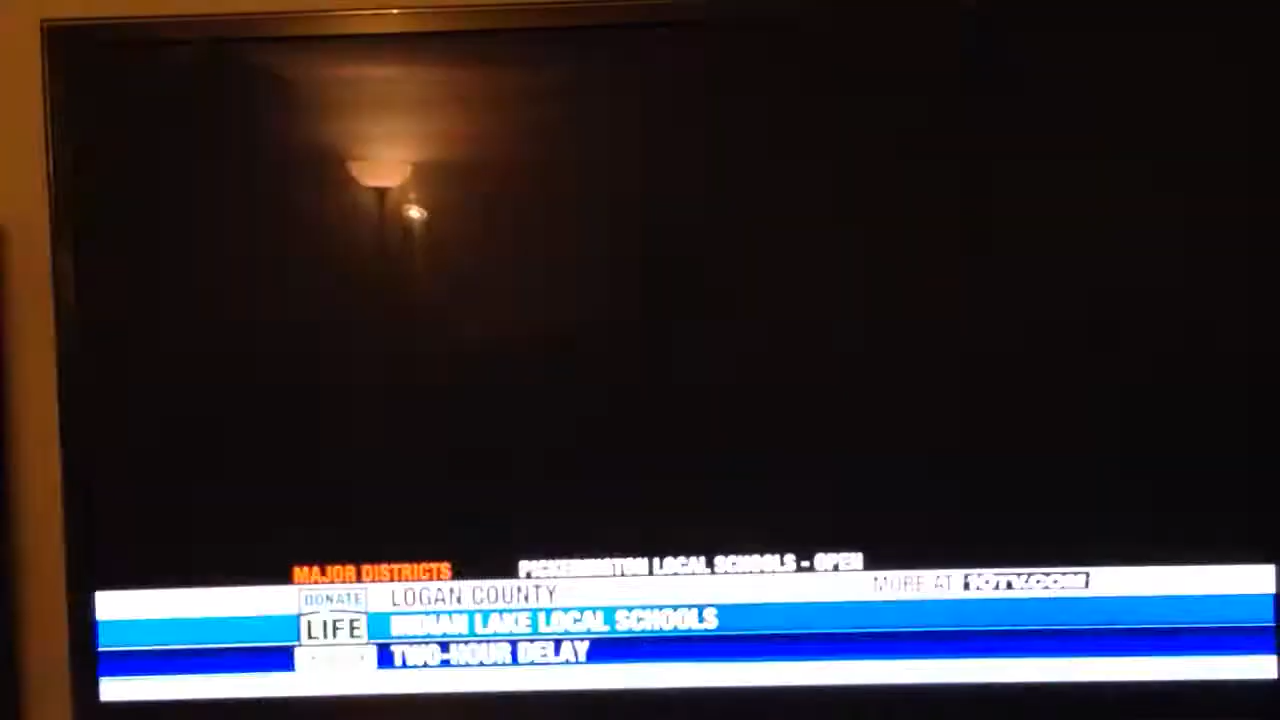 MAJOR DISTRICTS
PICKERINGTON LOCAL SCHOOLS - OPEN
LOGAN COUNTY
MORE AT 10TV.COM
DONATE
LIFE
INDIAN LAKE LOCAL SCHOOLS
TWO-HOUR DELAY